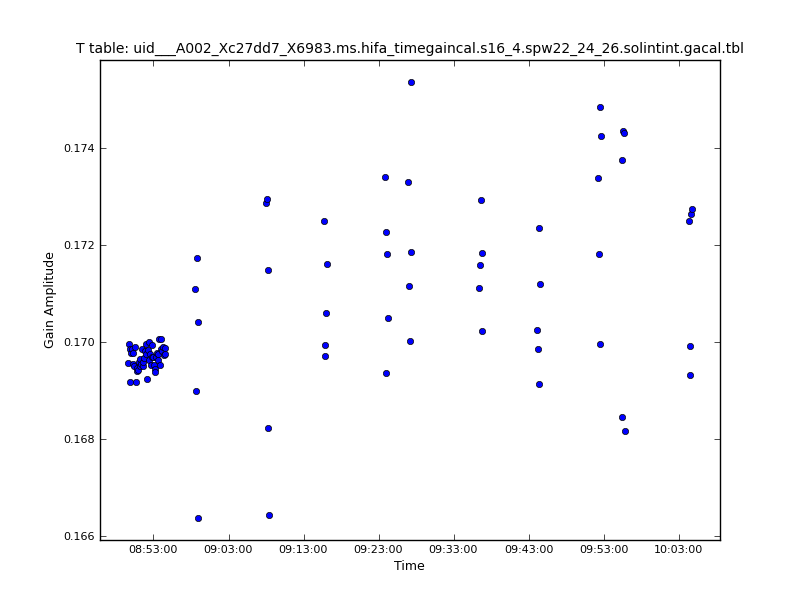 T table: uid___A002_Xc27dd7_X6983.ms.hifa_timegaincal.s16_4.spw22_24_26.solintint.gacal.tbl
Gain Amplitude
0.174
0.172
0.170
0.168
0.166
08:53:00 09:03:00 09:13:00 09:23:00 09:33:00 09:43:00 09:53:00 10:03:00
Time